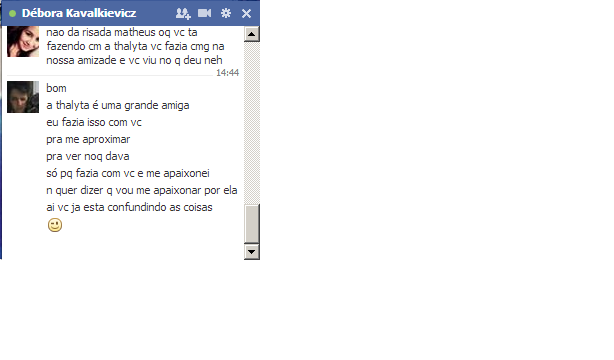 Débora Kavalkievicz
nao da risada matheus oq vc ta
fazendo cm a thalyta vc fazia cmg na
nossa amizade e vc viu no q deu neh
14:44
bom
a thalyta é uma grande amiga
eu fazia isso com vc
pra me aproximar
pra ver noq dava
só pq fazia com vc e me apaixonei
n quer dizer q vou me apaixonar por ela
ai vc ja esta confundindo as coisas